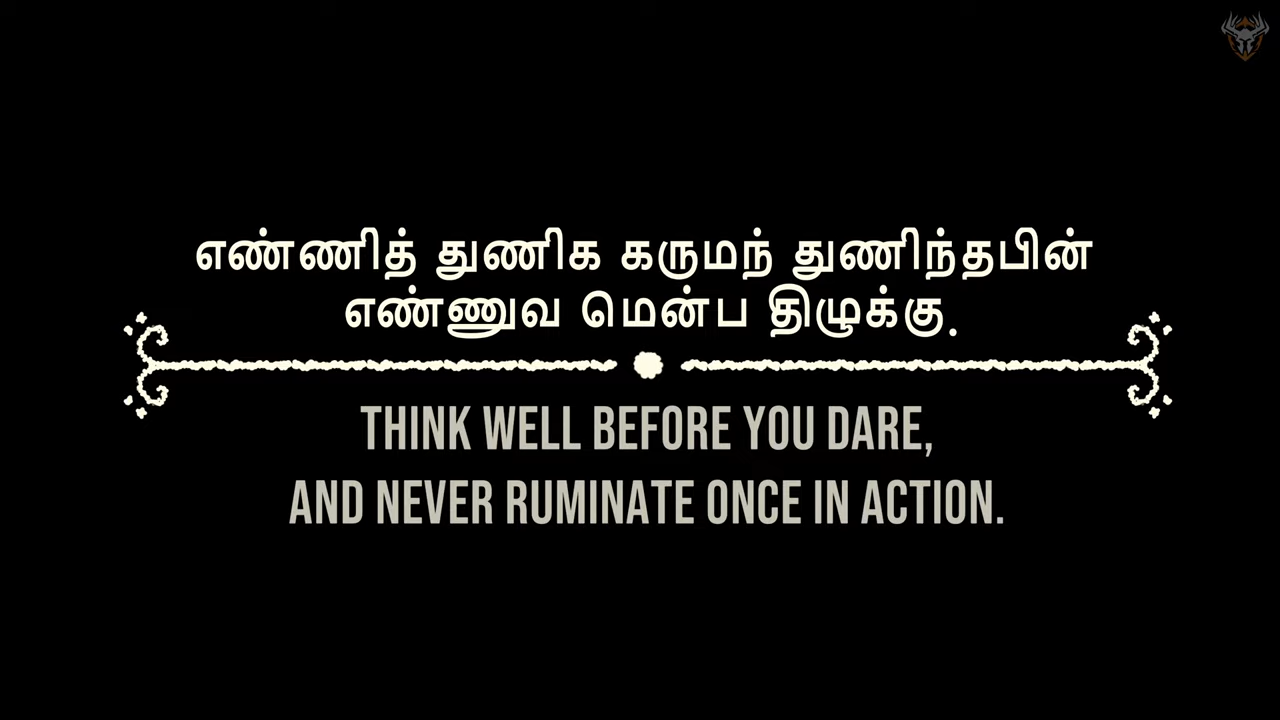 எண்ணித் துணிக கருமந் துணிந்தபின்
எண்ணுவ மென்ப திழுக்கு.
THINK WELL BEFORE YOU DARE,
AND NEVER RUMINATE ONCE IN ACTION.